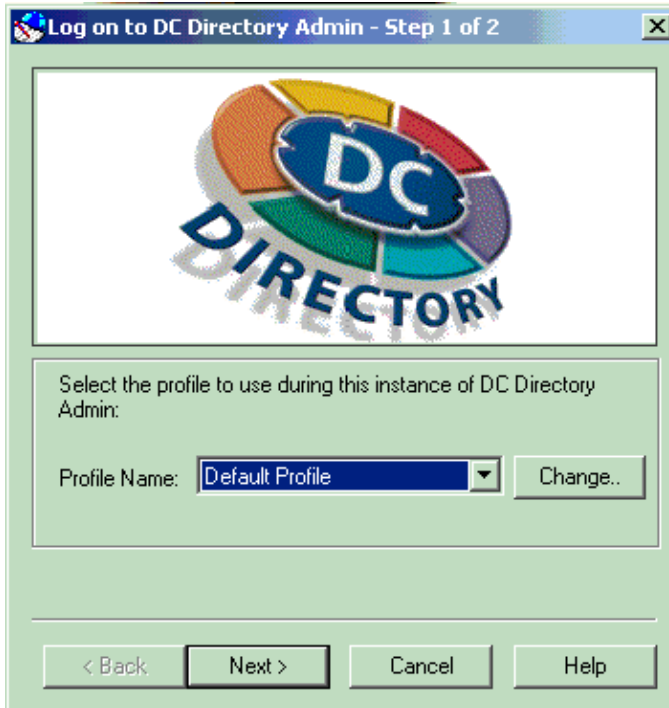 Log on to DC Directory Admin - Step 1 of 2
DC
DIRECTORY
Select the profile to use during this instance of DC Directory
Admin:
Profile Name: Default Profile Change..
< Back Next > Cancel Help